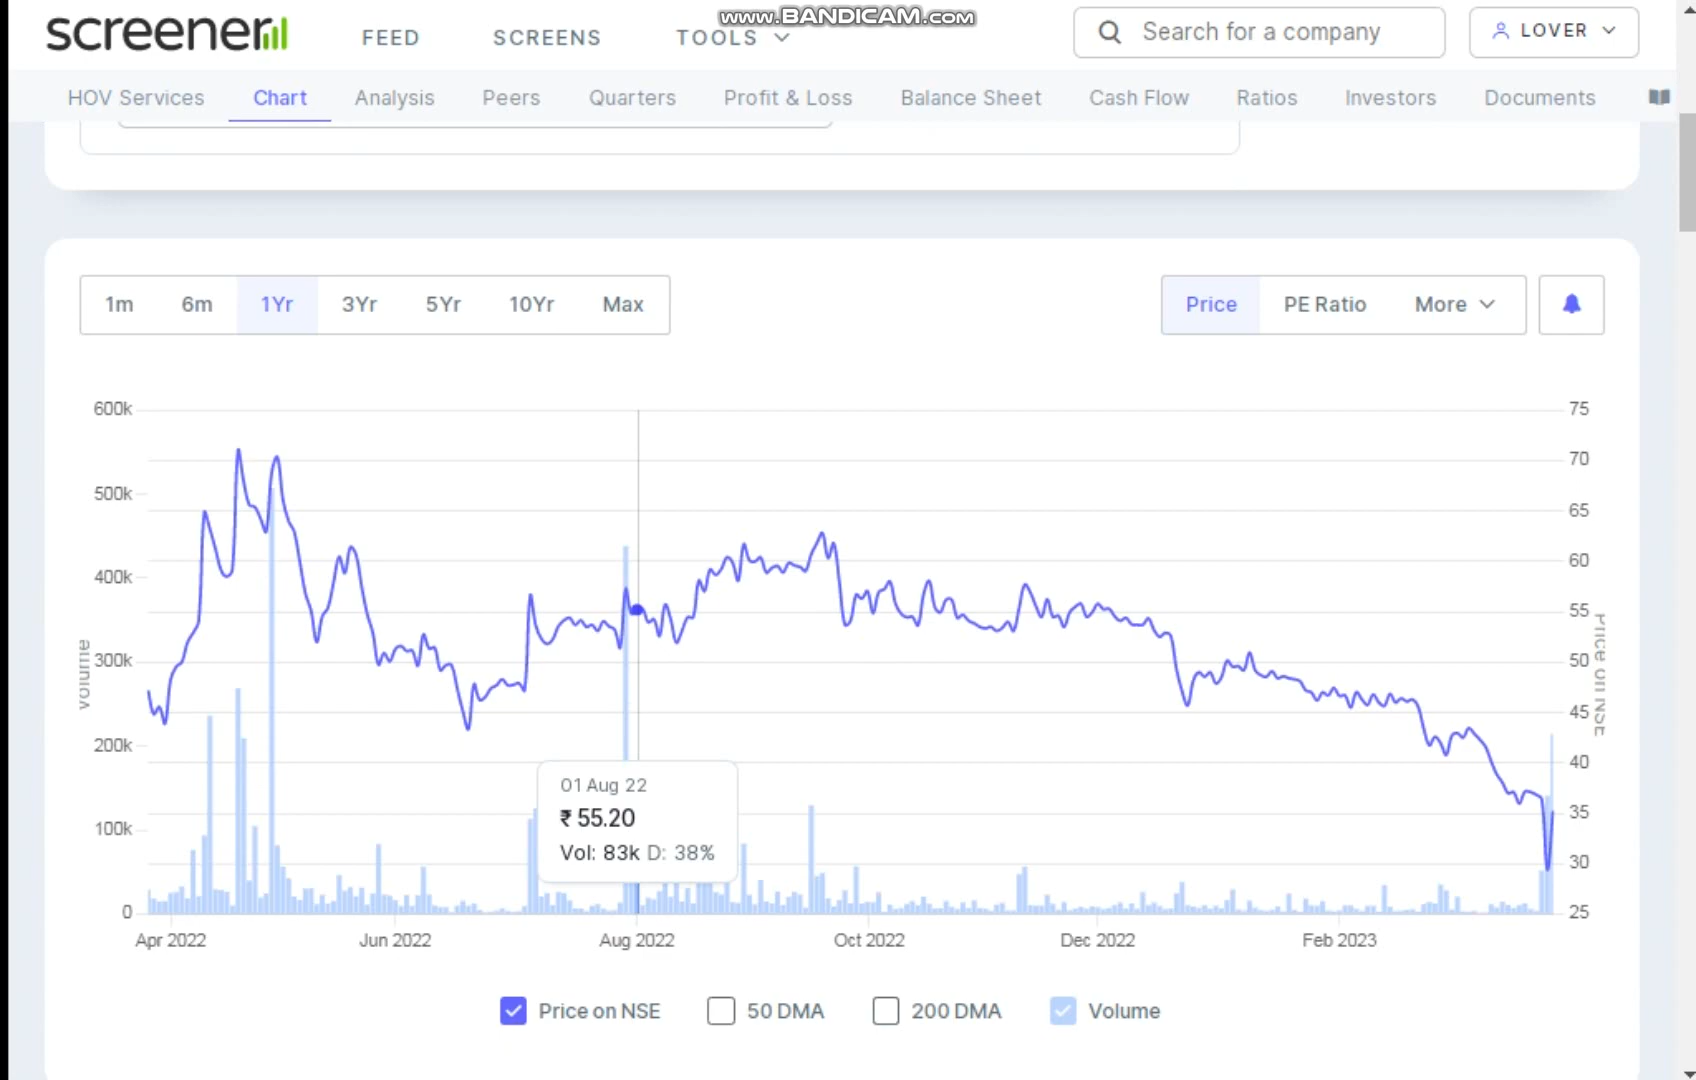 www.BANDICAM.com
screener
FEED
SCREENS
TOOLS
Search for a company
LOVER
HOV Services
Chart
Analysis
Peers
Quarters
Profit & Loss
Balance Sheet
Cash Flow
Ratios
Investors
Documents
1m
6m
1Yr
3Yr
5Yr
10Yr
Max
Price
PE Ratio
More
600k
500k
400k
300k
200k
100k
0
Volume
75
70
65
60
55
50
45
40
35
30
25
Price on NSE
01 Aug 22
₹ 55.20
Vol: 83k D: 38%
Apr 2022
Jun 2022
Aug 2022
Oct 2022
Dec 2022
Feb 2023
Price on NSE
50 DMA
200 DMA
Volume